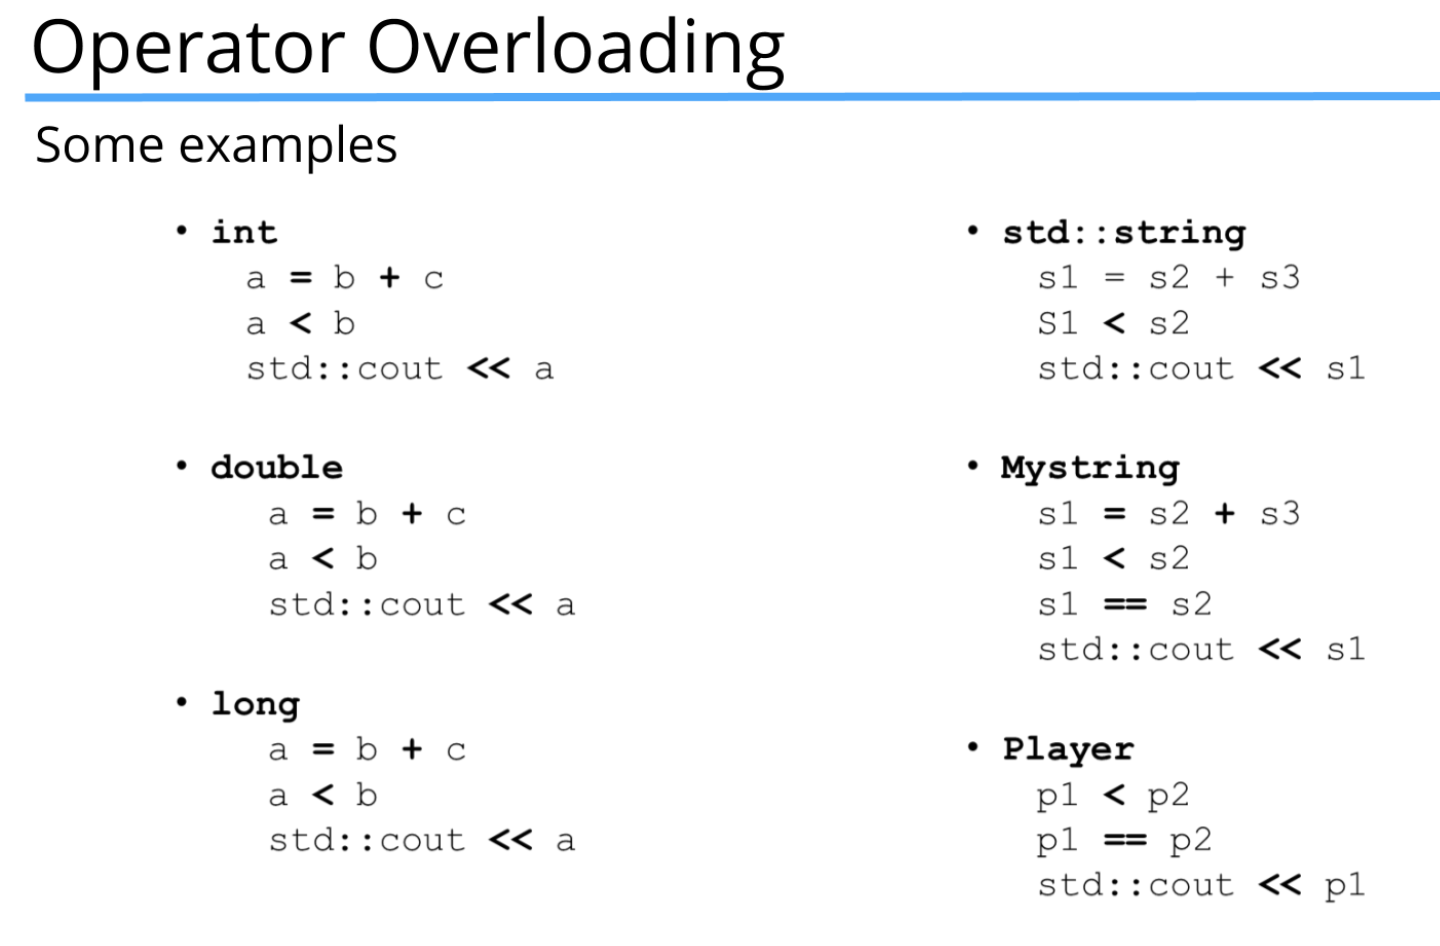 Operator Overloading
Some examples
• int
a = b + c
a < b
std::cout << a
• double
a = b + c
a < b
std::cout << a
• long
a = b + c
a < b
std::cout << a
• std::string
s1 = s2 + s3
S1 < s2
std::cout << s1
• Mystring
s1 = s2 + s3
s1 < s2
s1 == s2
std::cout << s1
• Player
p1 < p2
p1 == p2
std::cout << p1